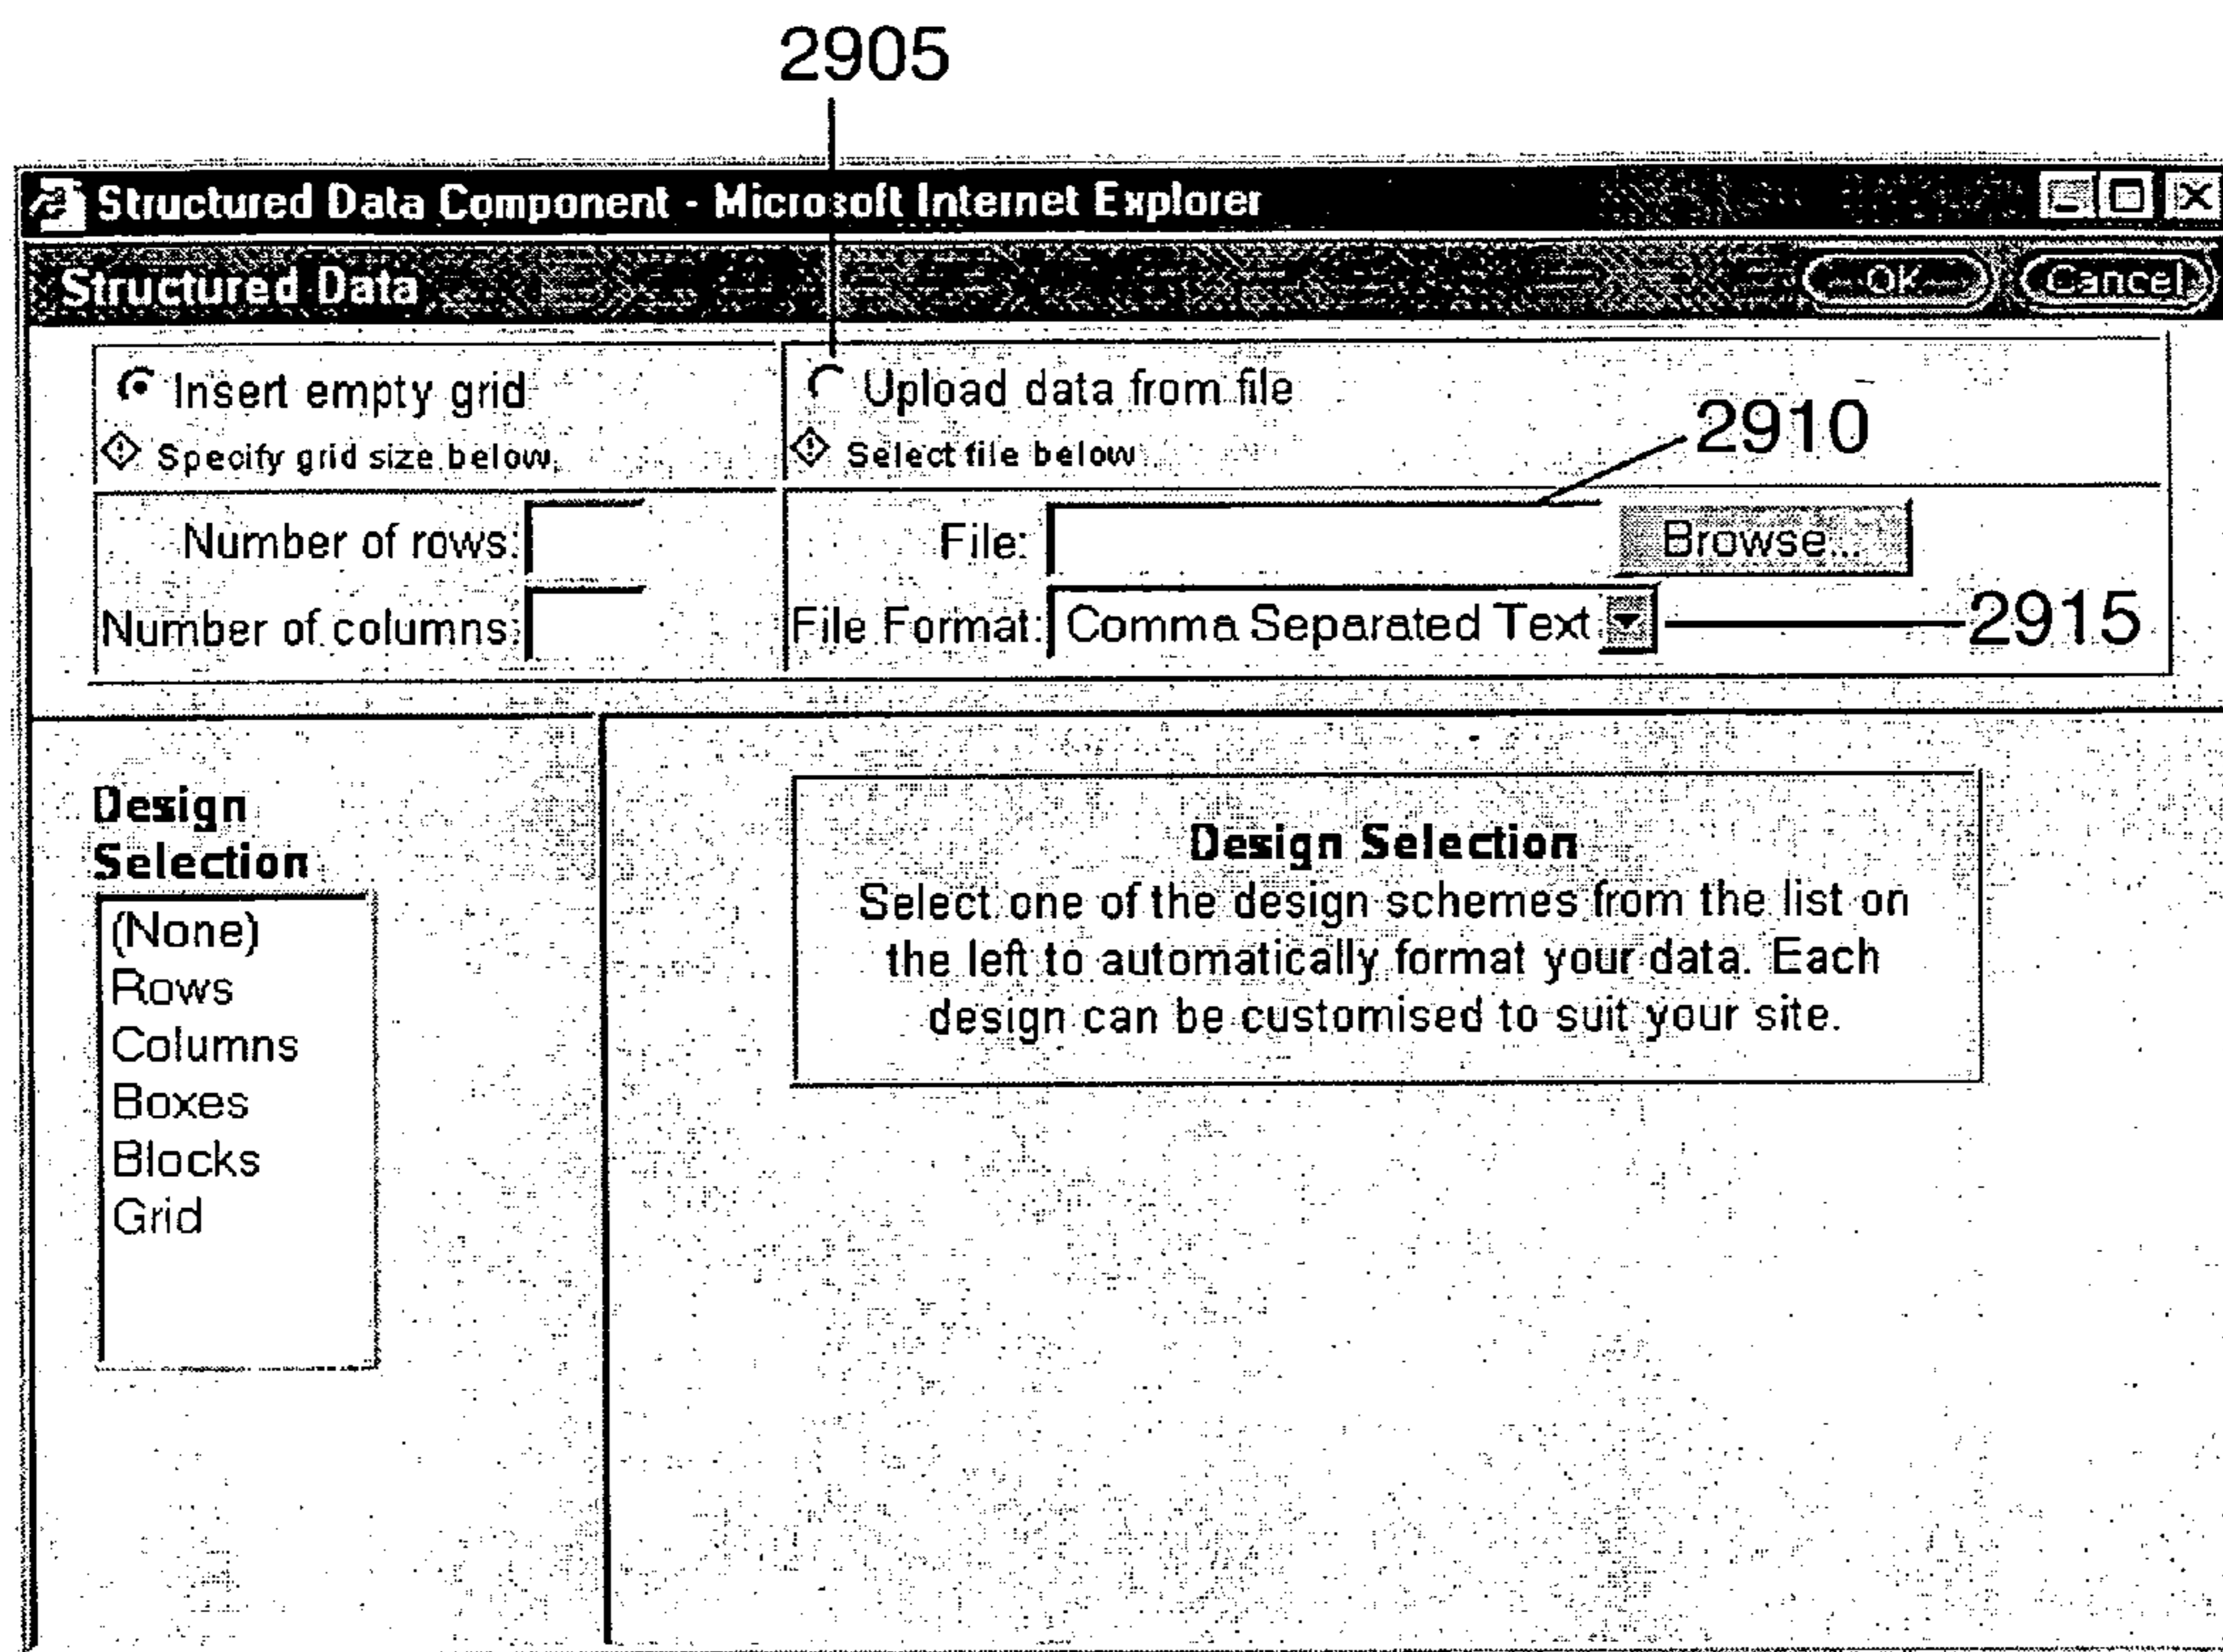 2905
Structured Data Component - Microsoft Internet Explorer
Structured Data
OK
Cancel
Insert empty grid
Specify grid size below.
Upload data from file
Select file below
2910
Number of rows:
Number of columns:
File:
Browse...
File Format:
Comma Separated Text
2915
Design
Selection
(None)
Rows
Columns
Boxes
Blocks
Grid
Design Selection
Select one of the design schemes from the list on
the left to automatically format your data. Each
design can be customised to suit your site.